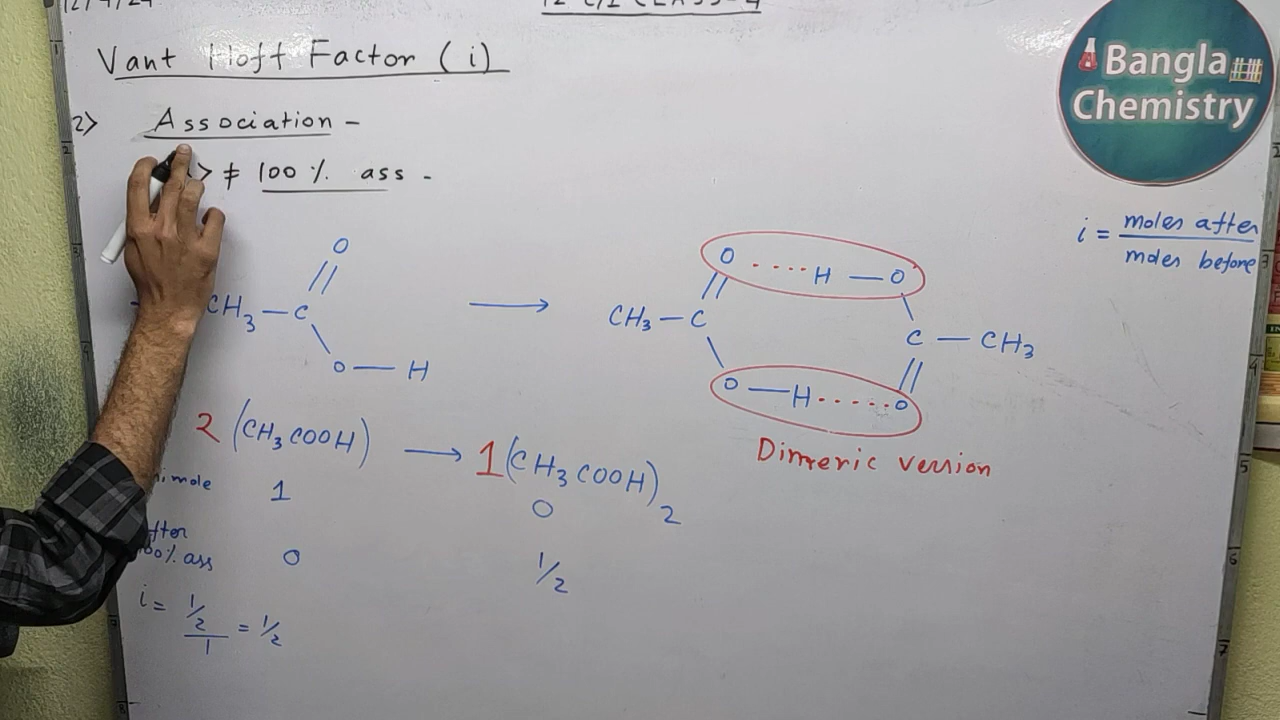 Vant Hoff Factor (i)
2> Association -
> ≠ 100 % ass -
Bangla
Chemistry
i = moles after
moles before
O
CH3 — C
O — H
→
O ····· H — O
CH3 — C
C — CH3
O — H ····· O
Dimeric version
2 (CH3COOH) → 1 (CH3COOH)2
mole 1 0
100% ass 0 1/2
i = 1/2 / 1 = 1/2